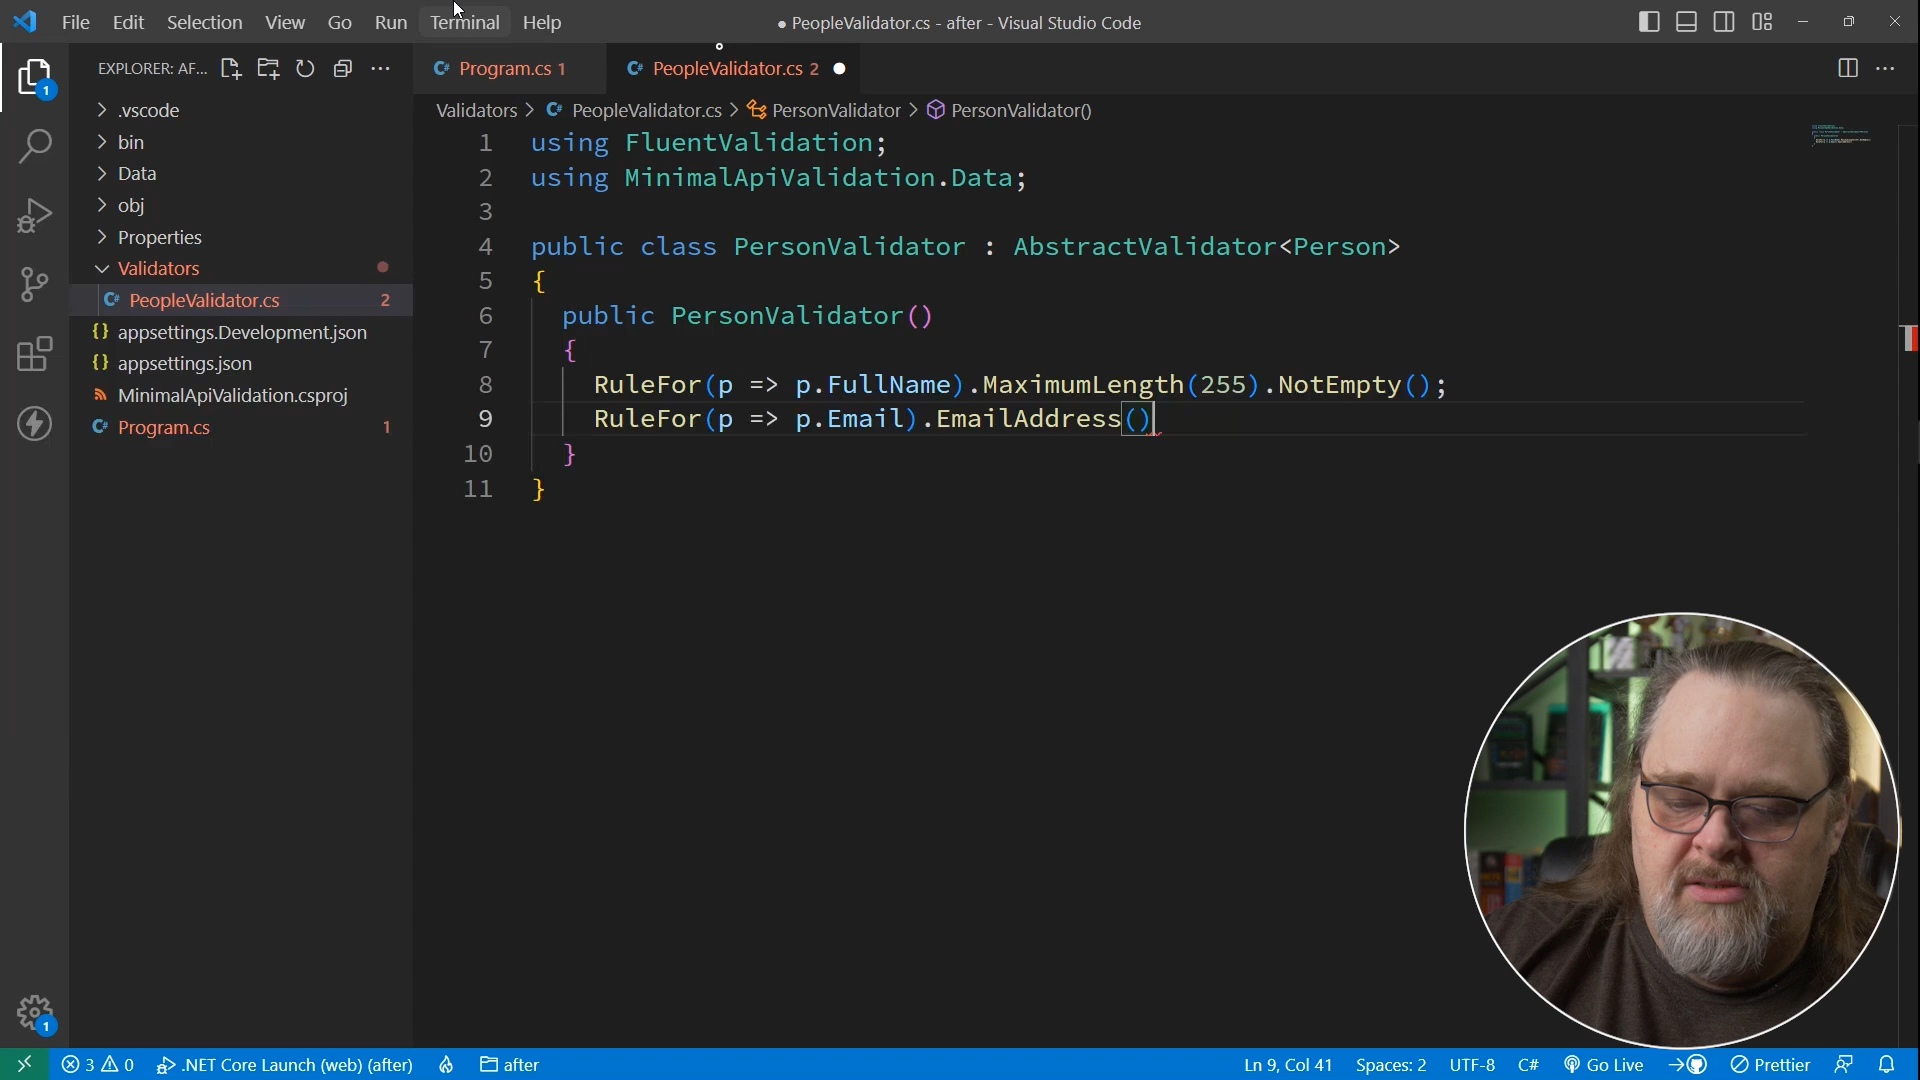 File Edit Selection View Go Run Terminal Help
● PeopleValidator.cs - after - Visual Studio Code
EXPLORER: AF...
Program.cs 1
PeopleValidator.cs 2
Validators > PeopleValidator.cs > PersonValidator > PersonValidator()
.vscode
bin
Data
obj
Properties
Validators
PeopleValidator.cs 2
appsettings.Development.json
appsettings.json
MinimalApiValidation.csproj
Program.cs 1
1 using FluentValidation;
2 using MinimalApiValidation.Data;
3
4 public class PersonValidator : AbstractValidator<Person>
5 {
6 public PersonValidator()
7 {
8 RuleFor(p => p.FullName).MaximumLength(255).NotEmpty();
9 RuleFor(p => p.Email).EmailAddress()
10 }
11 }
1
1
3 0 .NET Core Launch (web) (after) after Ln 9, Col 41 Spaces: 2 UTF-8 C# Go Live Prettier